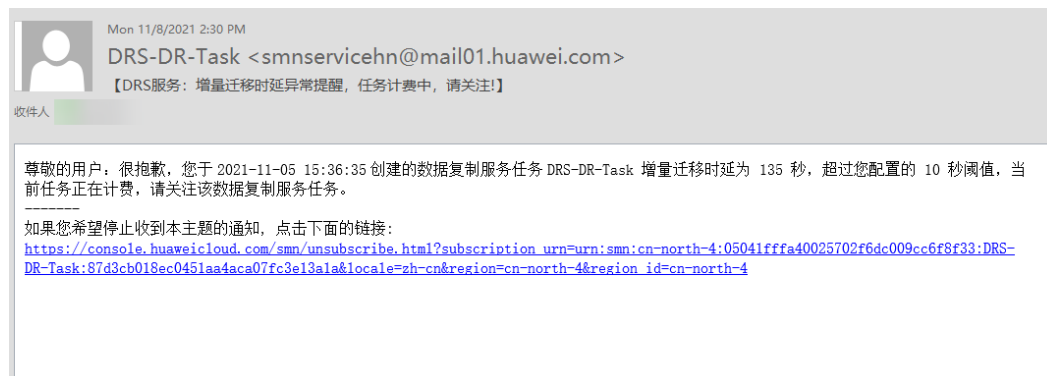 Mon 11/8/2021 2:30 PM
DRS-DR-Task <smnservicehn@mail01.huawei.com>
【DRS服务：增量迁移时延异常提醒，任务计费中，请关注!】
收件人
尊敬的用户：很抱歉，您于 2021-11-05 15:36:35 创建的数据复制服务任务 DRS-DR-Task 增量迁移时延为 135 秒，超过您配置的 10 秒阈值，当
前任务正在计费，请关注该数据复制服务任务。
-------
如果您希望停止收到本主题的通知，点击下面的链接：
https://console.huaweicloud.com/smn/unsubscribe.html?subscription_urn=urn:smn:cn-north-4:05041fffa40025702f6dc009cc6f8f33:DRS-
DR-Task:87d3cb018ec0451aa4aca07fc3e13a1a&locale=zh-cn&region=cn-north-4&region_id=cn-north-4